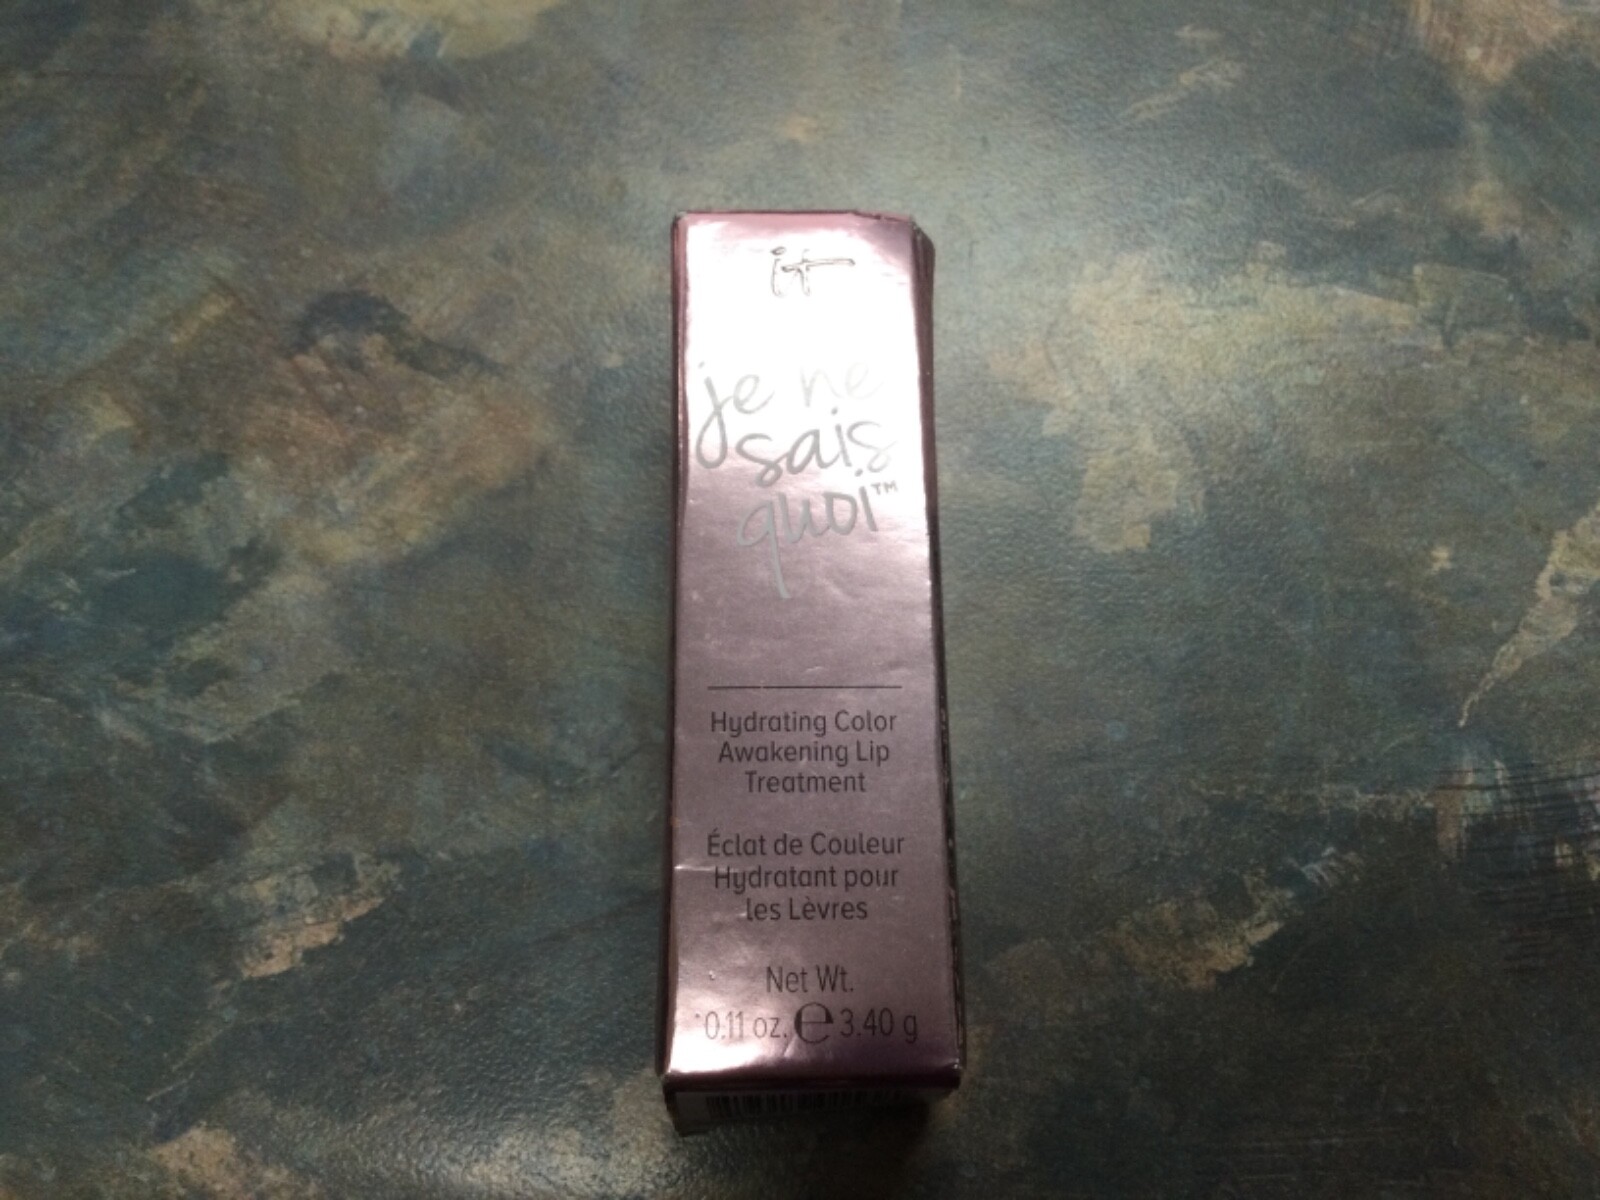 it
je ne
sais
quoi™
Hydrating Color
Awakening Lip
Treatment
Éclat de Couleur
Hydratant pour
les Lèvres
Net Wt.
0.11 oz. ℮ 3.40 g